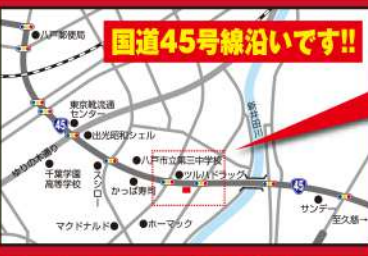 国道45号線沿いです!!
八戸郵便局
東京靴流通
センター
45
出光昭和シェル
新井田川
ゆりの木通り
千葉学園
高等学校
スシロー
八戸市立第三中学校
ツルハドラッグ
かっぱ寿司
45
サンデー
マクドナルド
ホーマック
至久慈→